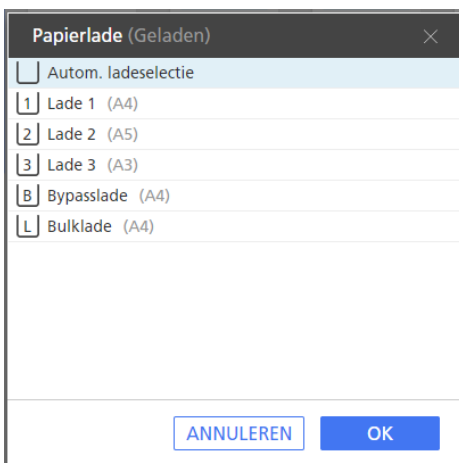 Papierlade (Geladen)
Autom. ladeselectie
1 Lade 1 (A4)
2 Lade 2 (A5)
3 Lade 3 (A3)
B Bypasslade (A4)
L Bulklade (A4)
ANNULEREN OK